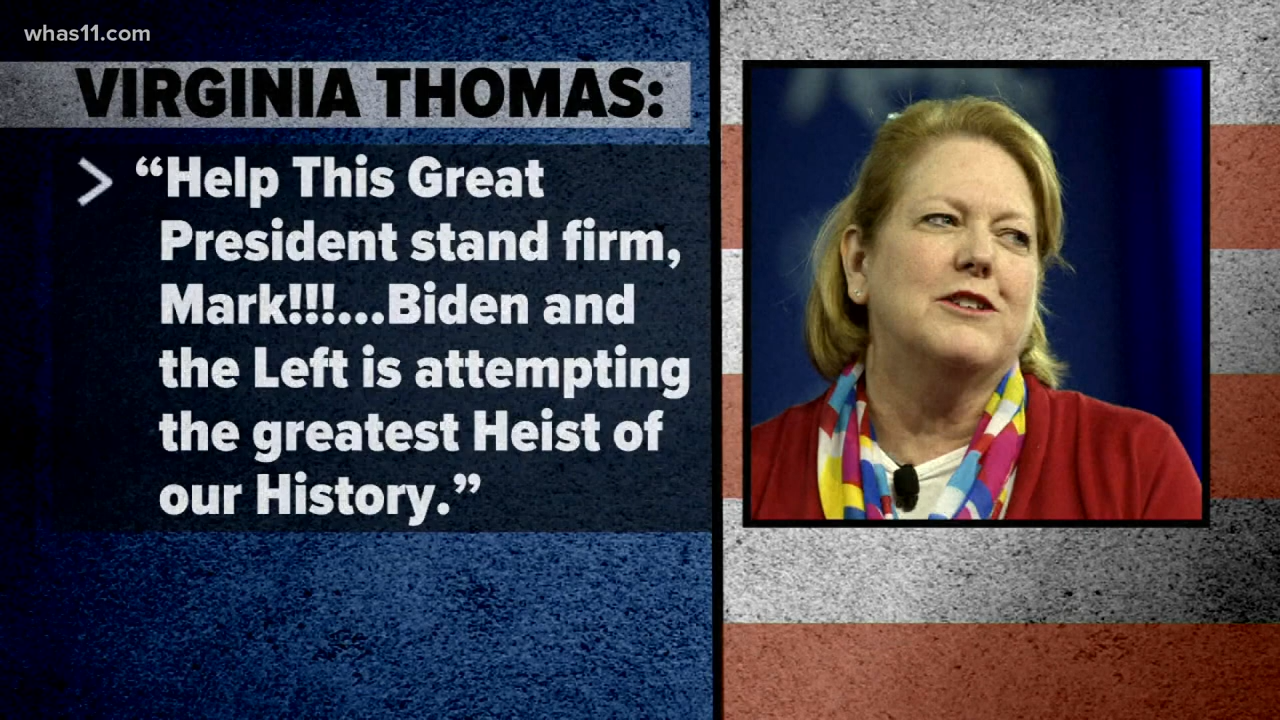 whas11.com
VIRGINIA THOMAS:
“Help This Great
President stand firm,
Mark!!!...Biden and
the Left is attempting
the greatest Heist of
our History.”